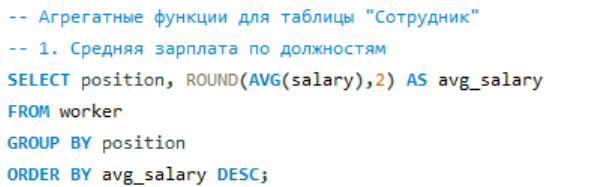 -- Агрегатные функции для таблицы "Сотрудник"
-- 1. Средняя зарплата по должностям
SELECT position, ROUND(AVG(salary),2) AS avg_salary
FROM worker
GROUP BY position
ORDER BY avg_salary DESC;